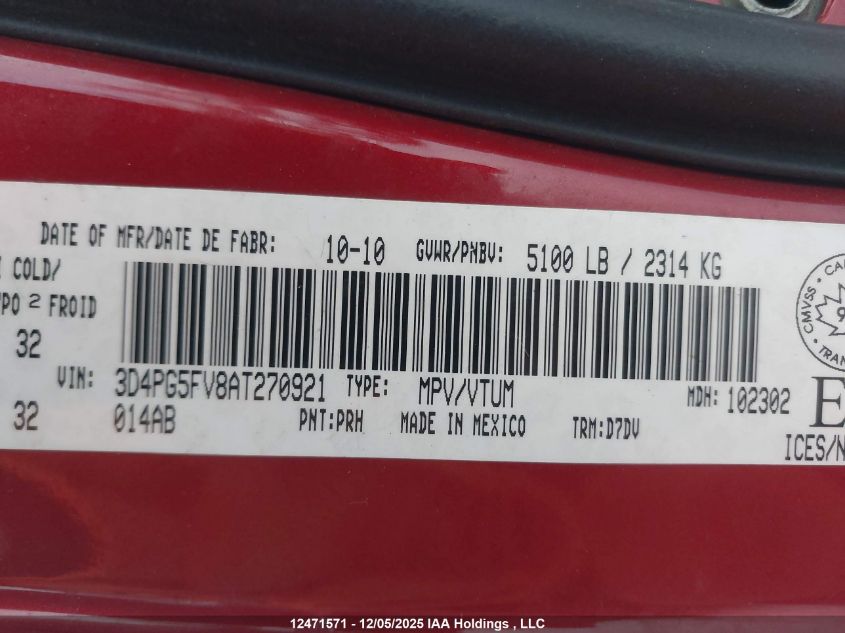 DATE OF MFR/DATE DE FABR: 10-10 GVWR/PNBV: 5100 LB / 2314 KG
COLD/
2 FROID
32
VIN: 3D4PG5FV8AT270921 TYPE: MPV/VTUM MDH: 102302
32 014AB PNT:PRH MADE IN MEXICO TRM:D7DV
ICES/N
CMVSS
12471571 - 12/05/2025 IAA Holdings , LLC